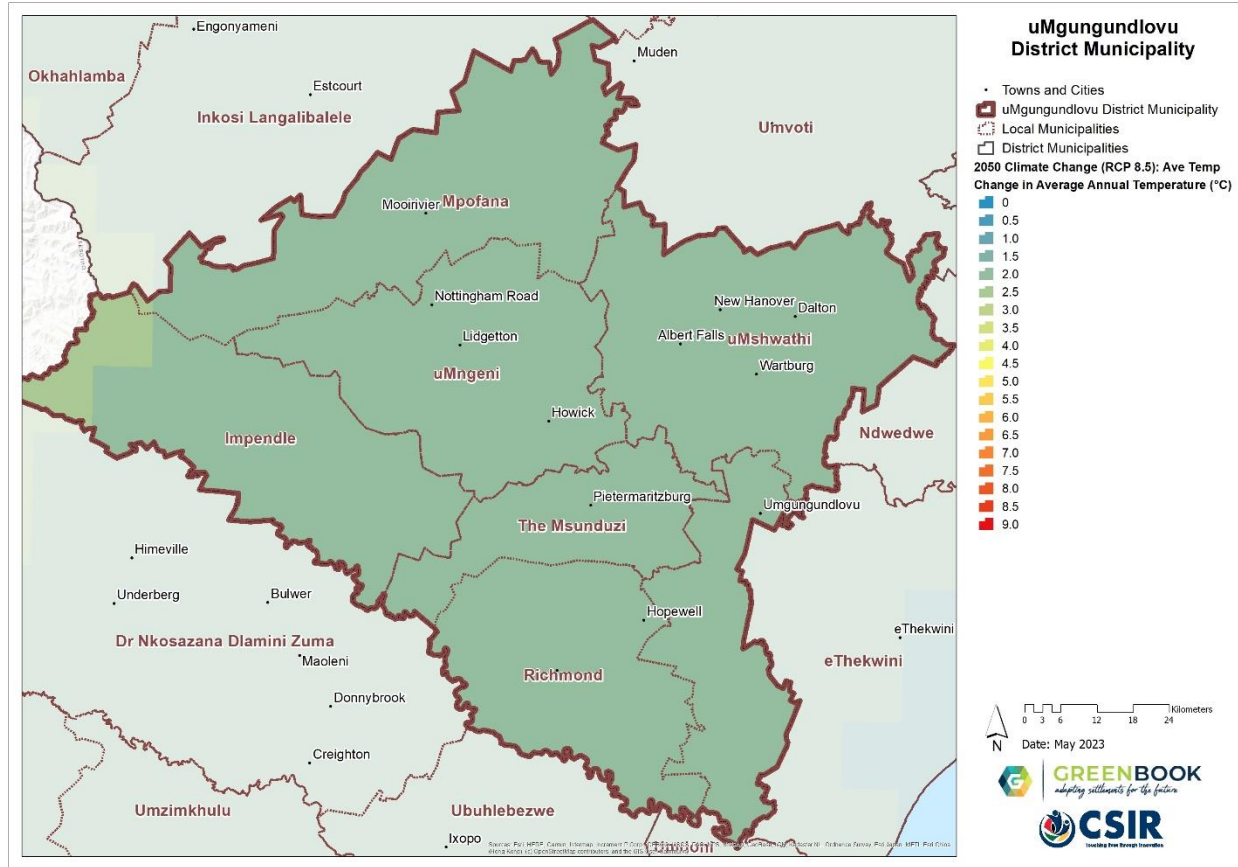 Engonyameni
Muden
Okhahlamba
Estcourt
Inkosi Langalibalele
Umvoti
Mooirivier
Mpofana
Nottingham Road
New Hanover
Dalton
Lidgetton
Albert Falls
uMshwathi
uMngeni
Wartburg
Howick
Impendle
Ndwedwe
Pietermaritzburg
Umgungundlovu
The Msunduzi
Himeville
Underberg
Bulwer
Hopewell
eThekwini
Dr Nkosazana Dlamini Zuma
Maoleni
eThekwini
Richmond
Donnybrook
Creighton
Umzimkhulu
Ubuhlebezwe
Ixopo
uMgungundlovu
District Municipality
Towns and Cities
uMgungundlovu District Municipality
Local Municipalities
District Municipalities
2050 Climate Change (RCP 8.5): Ave Temp
Change in Average Annual Temperature (°C)
0
0.5
1.0
1.5
2.0
2.5
3.0
3.5
4.0
4.5
5.0
5.5
6.0
6.5
7.0
7.5
8.0
8.5
9.0
Kilometers
0 3 6 12 18 24
N
Date: May 2023
G
GREENBOOK
adapting settlements for the future
CSIR
Touching lives through innovation